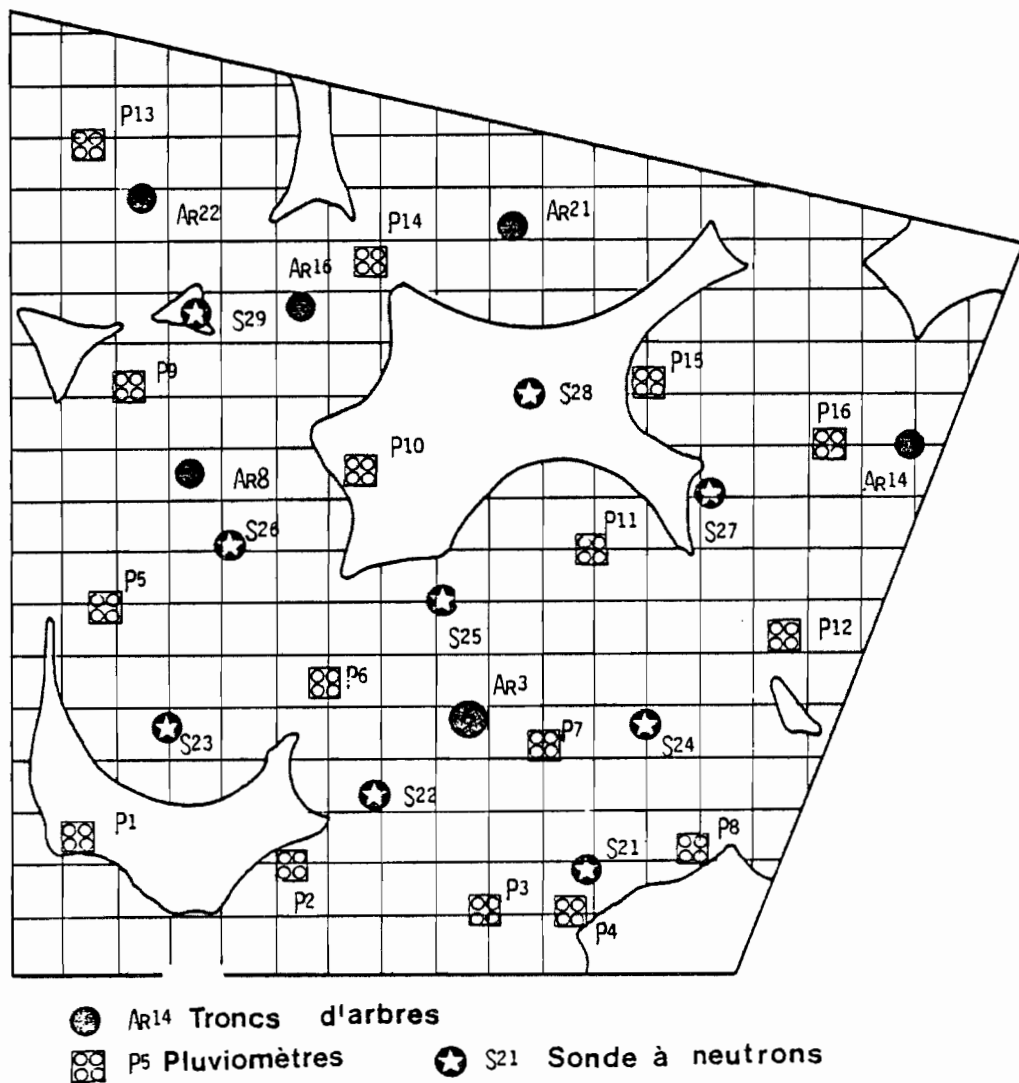 P13
AR22
AR21
P14
AR16
S29
P15
P9
S28
P16
P10
AR8
AR14
S26
P11
S27
P5
S25
P12
P6
AR3
P7
S23
S24
S22
P1
P8
S21
P2
P3
P4
AR14 Troncs d'arbres
P5 Pluviomètres S21 Sonde à neutrons